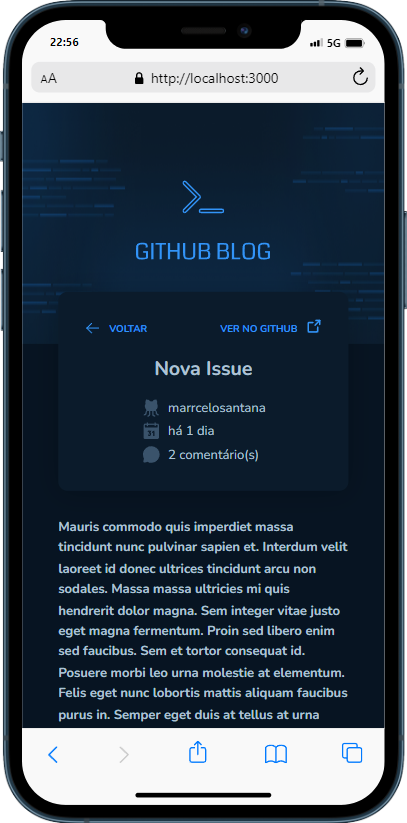 22:56
5G
AA
http://localhost:3000
>_
GITHUB BLOG
VOLTAR
VER NO GITHUB
Nova Issue
marrcelosantana
31
há 1 dia
2 comentário(s)
Mauris commodo quis imperdiet massa
tincidunt nunc pulvinar sapien et. Interdum velit
laoreet id donec ultrices tincidunt arcu non
sodales. Massa massa ultricies mi quis
hendrerit dolor magna. Sem integer vitae justo
eget magna fermentum. Proin sed libero enim
sed faucibus. Sem et tortor consequat id.
Posuere morbi leo urna molestie at elementum.
Felis eget nunc lobortis mattis aliquam faucibus
purus in. Semper eget duis at tellus at urna